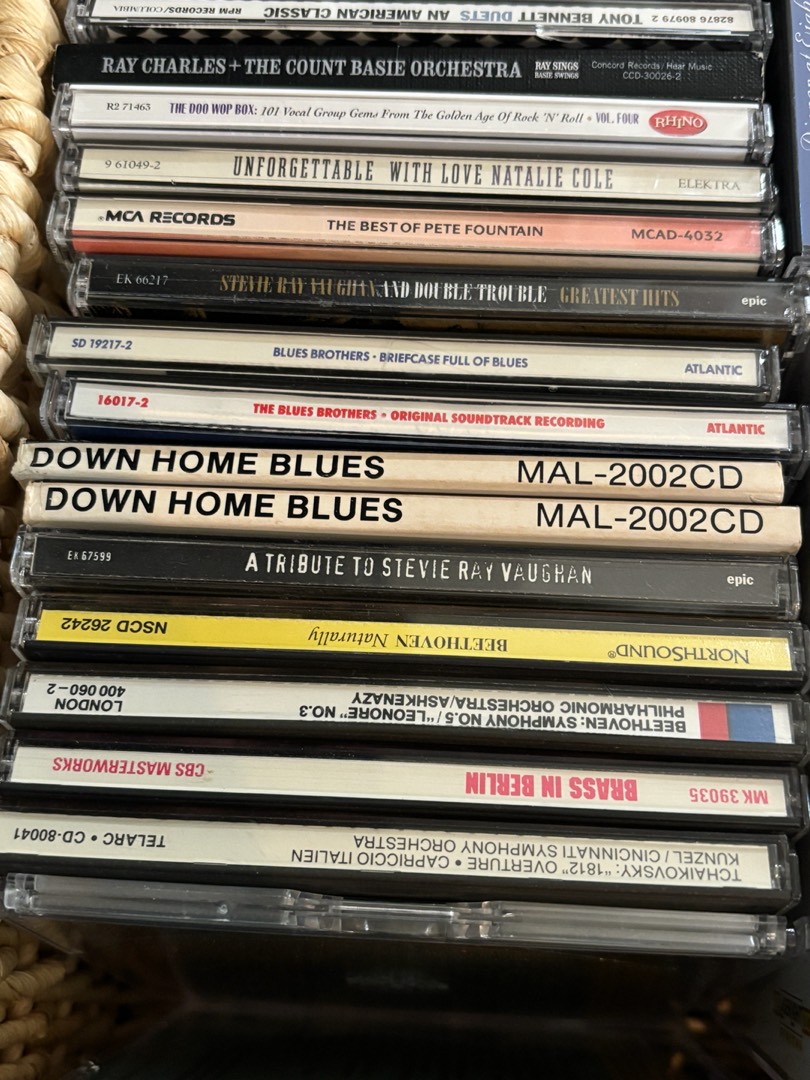 82876 80979 2 TONY BENNETT DUETS AN AMERICAN CLASSIC RPM RECORDS/COLUMBIA
RAY CHARLES + THE COUNT BASIE ORCHESTRA RAY SINGS BASIE SWINGS Concord Records/Hear Music CCD-30026-2
R2 71463 THE DOO WOP BOX: 101 Vocal Group Gems From The Golden Age Of Rock 'N' Roll • VOL. FOUR RHINO
9 61049-2 UNFORGETTABLE WITH LOVE NATALIE COLE ELEKTRA
MCA RECORDS THE BEST OF PETE FOUNTAIN MCAD-4032
EK 66217 STEVIE RAY VAUGHAN AND DOUBLE TROUBLE GREATEST HITS epic
SD 19217-2 BLUES BROTHERS • BRIEFCASE FULL OF BLUES ATLANTIC
16017-2 THE BLUES BROTHERS • ORIGINAL SOUNDTRACK RECORDING ATLANTIC
DOWN HOME BLUES MAL-2002CD
DOWN HOME BLUES MAL-2002CD
EK 67599 A TRIBUTE TO STEVIE RAY VAUGHAN epic
NORTHSOUND® BEETHOVEN Naturally NSCD 26242
BEETHOVEN: SYMPHONY NO.5/"LEONORE" NO.3 LONDON
PHILHARMONIC ORCHESTRA/ASHKENAZY 400 060-2
MK 39035 BRASS IN BERLIN CBS MASTERWORKS
TCHAIKOVSKY: "1812" OVERTURE • CAPRICCIO ITALIEN
KUNZEL / CINCINNATI SYMPHONY ORCHESTRA TELARC • CD-80041